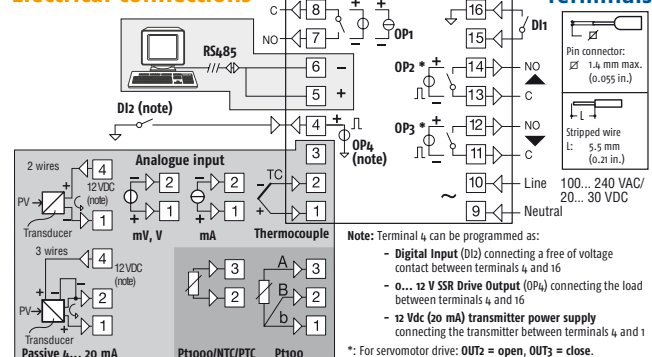 Electrical connections
Terminals
C
8
NO
7
+
+
OP1
RS485
6
–
5
+
DI2 (note)
4
+
OP4
(note)
16
15
DI1
OP2 *
+
14
NO
13
C
OP3 *
+
12
NO
11
C
~
10
Line
9
Neutral
100... 240 VAC/
20... 30 VDC
Pin connector:
Ø 1.4 mm max.
(0.055 in.)
L
Stripped wire
L: 5.5 mm
(0.21 in.)
Analogue input
2 wires
4
12VDC
(note)
PV
+
–
1
Transducer
–
2
+
1
mV, V
–
2
+
1
mA
3
TC
–
2
+
1
Thermocouple
3 wires
4
12VDC
(note)
+
–
PV
2
+
–
1
Transducer
Passive 4... 20 mA
3
2
Pt1000/NTC/PTC
A
3
B
2
b
1
Pt100
Note: Terminal 4 can be programmed as:
- Digital Input (DI2) connecting a free of voltage
contact between terminals 4 and 16
- 0... 12 V SSR Drive Output (OP4) connecting the load
between terminals 4 and 16
- 12 Vdc (20 mA) transmitter power supply
connecting the transmitter between terminals 4 and 1
*: For servomotor drive: OUT2 = open, OUT3 = close.